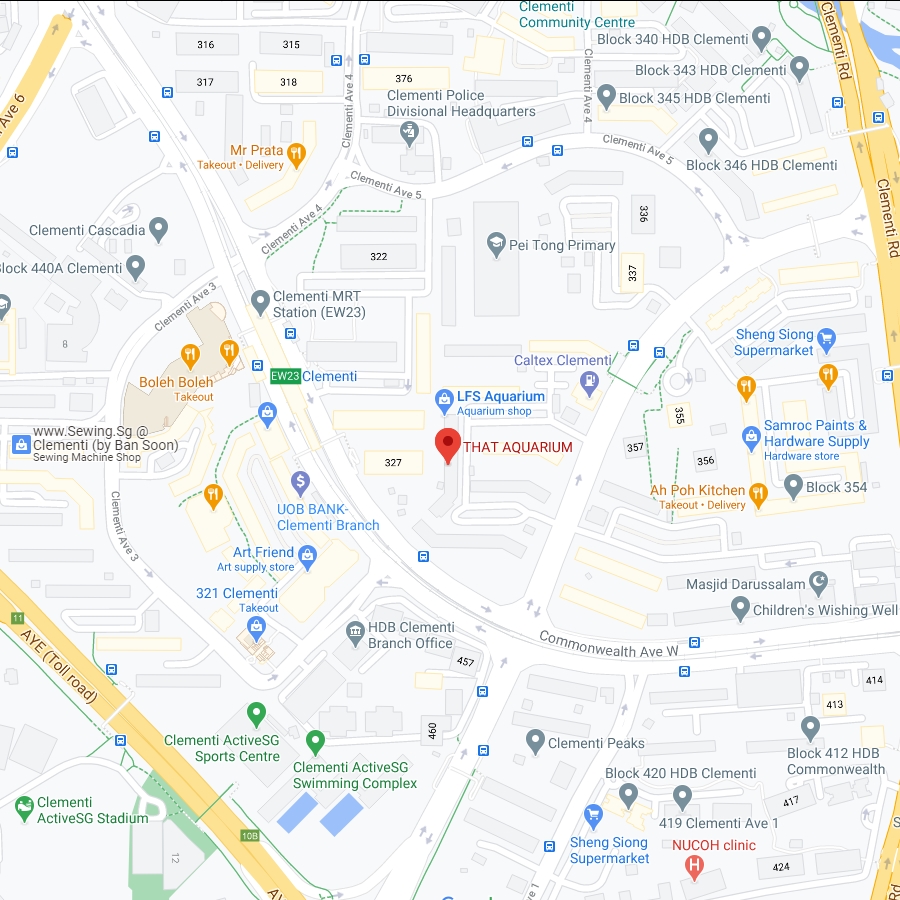 Clementi
Community Centre
316
315
Block 340 HDB Clementi
Clementi Rd
317
318
376
Block 343 HDB Clementi
Clementi Police
Divisional Headquarters
Block 345 HDB Clementi
Clementi Ave 4
Clementi Ave 4
Ave 6
Mr Prata
Takeout • Delivery
Clementi Ave 5
Block 346 HDB Clementi
Clementi Ave 5
Clementi Rd
Clementi Ave 4
336
Clementi Cascadia
Pei Tong Primary
322
Block 440A Clementi
337
Clementi Ave 3
Clementi MRT
Station (EW23)
8
Sheng Siong
Supermarket
Caltex Clementi
EW23
Clementi
Boleh Boleh
Takeout
LFS Aquarium
Aquarium shop
355
www.Sewing.Sg @
Clementi (by Ban Soon)
Sewing Machine Shop
THAT AQUARIUM
Samroc Paints &
Hardware Supply
Hardware store
357
356
327
Ah Poh Kitchen
Takeout • Delivery
Block 354
UOB BANK-
Clementi Branch
Clementi Ave 3
Art Friend
Art supply store
321 Clementi
Takeout
Masjid Darussalam
Children's Wishing Well
11
AYE (Toll road)
HDB Clementi
Branch Office
Commonwealth Ave W
457
414
413
460
Clementi ActiveSG
Sports Centre
Clementi Peaks
Block 412 HDB
Commonwealth
Clementi ActiveSG
Swimming Complex
Block 420 HDB Clementi
417
Clementi
ActiveSG Stadium
419 Clementi Ave 1
10B
Sheng Siong
Supermarket
NUCOH clinic
12
424